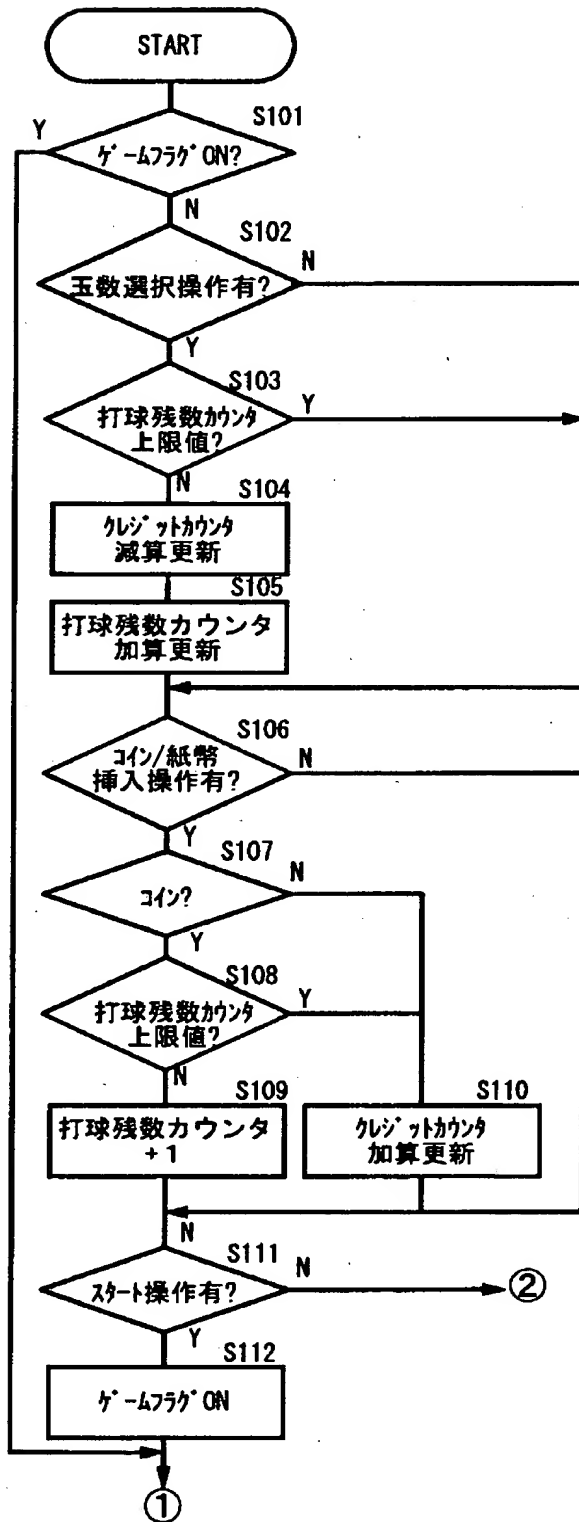 START
S101
Y
ゲームフラグON?
N
S102
N
玉数選択操作有?
Y
S103
Y
打球残数カウンタ
上限値?
N
S104
クレジットカウンタ
減算更新
S105
打球残数カウンタ
加算更新
S106
コイン/紙幣
挿入操作有?
N
Y
S107
N
コイン?
Y
S108
Y
打球残数カウンタ
上限値?
N
S109
打球残数カウンタ
+1
S110
クレジットカウンタ
加算更新
N
S111
N
スタート操作有?
②
Y
S112
ゲームフラグON
①